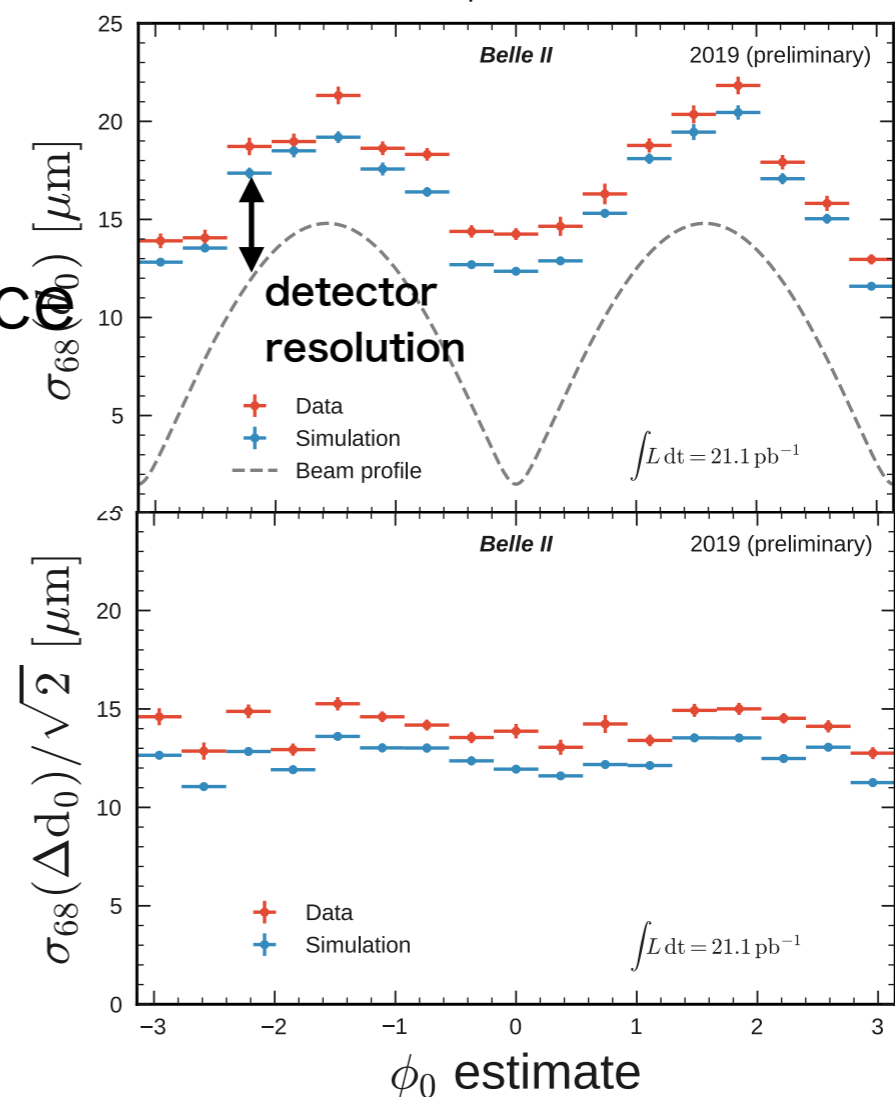 25
Belle II 2019 (preliminary)
20
15
10
5
σ68(d0) [μm]
ce
detector
resolution
Data
Simulation
Beam profile
∫L dt = 21.1 pb⁻¹
25
Belle II 2019 (preliminary)
20
15
10
5
0
σ68(Δd0)/√2 [μm]
Data
Simulation
∫L dt = 21.1 pb⁻¹
−3 −2 −1 0 1 2 3
ϕ0 estimate